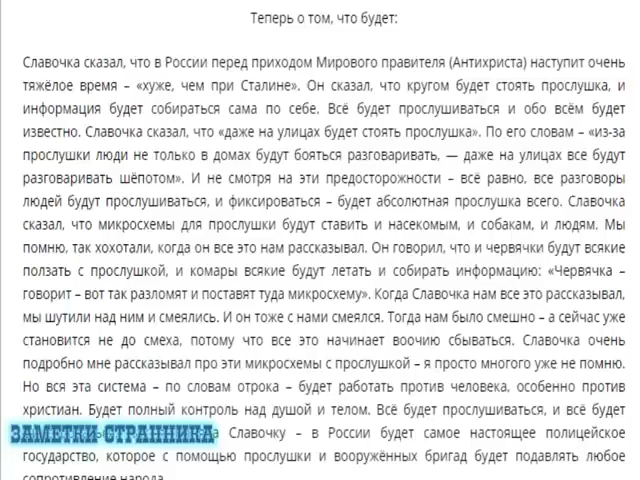 Теперь о том, что будет:
Славочка сказал, что в России перед приходом Мирового правителя (Антихриста) наступит очень
тяжёлое время – «хуже, чем при Сталине». Он сказал, что кругом будет стоять прослушка, и
информация будет собираться сама по себе. Всё будет прослушиваться и обо всём будет
известно. Славочка сказал, что «даже на улицах будет стоять прослушка». По его словам – «из-за
прослушки люди не только в домах будут бояться разговаривать, — даже на улицах все будут
разговаривать шёпотом». И не смотря на эти предосторожности – всё равно, все разговоры
людей будут прослушиваться, и фиксироваться – будет абсолютная прослушка всего. Славочка
сказал, что микросхемы для прослушки будут ставить и насекомым, и собакам, и людям. Мы
помню, так хохотали, когда он все это нам рассказывал. Он говорил, что и червячки будут всякие
ползать с прослушкой, и комары всякие будут летать и собирать информацию: «Червячка –
говорит – вот так разломят и поставят туда микросхему». Когда Славочка нам все это рассказывал,
мы шутили над ним и смеялись. И он тоже с нами смеялся. Тогда нам было смешно – а сейчас уже
становится не до смеха, потому что все это начинает воочию сбываться. Славочка очень
подробно мне рассказывал про эти микросхемы с прослушкой – я просто многого уже не помню.
Но вся эта система – по словам отрока – будет работать против человека, особенно против
христиан. Будет полный контроль над душой и телом. Всё будет прослушиваться, и всё будет
ЗАМЕТКИ СТРАННИКА Славочку – в России будет самое настоящее полицейское
государство, которое с помощью прослушки и вооружённых бригад будет подавлять любое
сопротивление народа